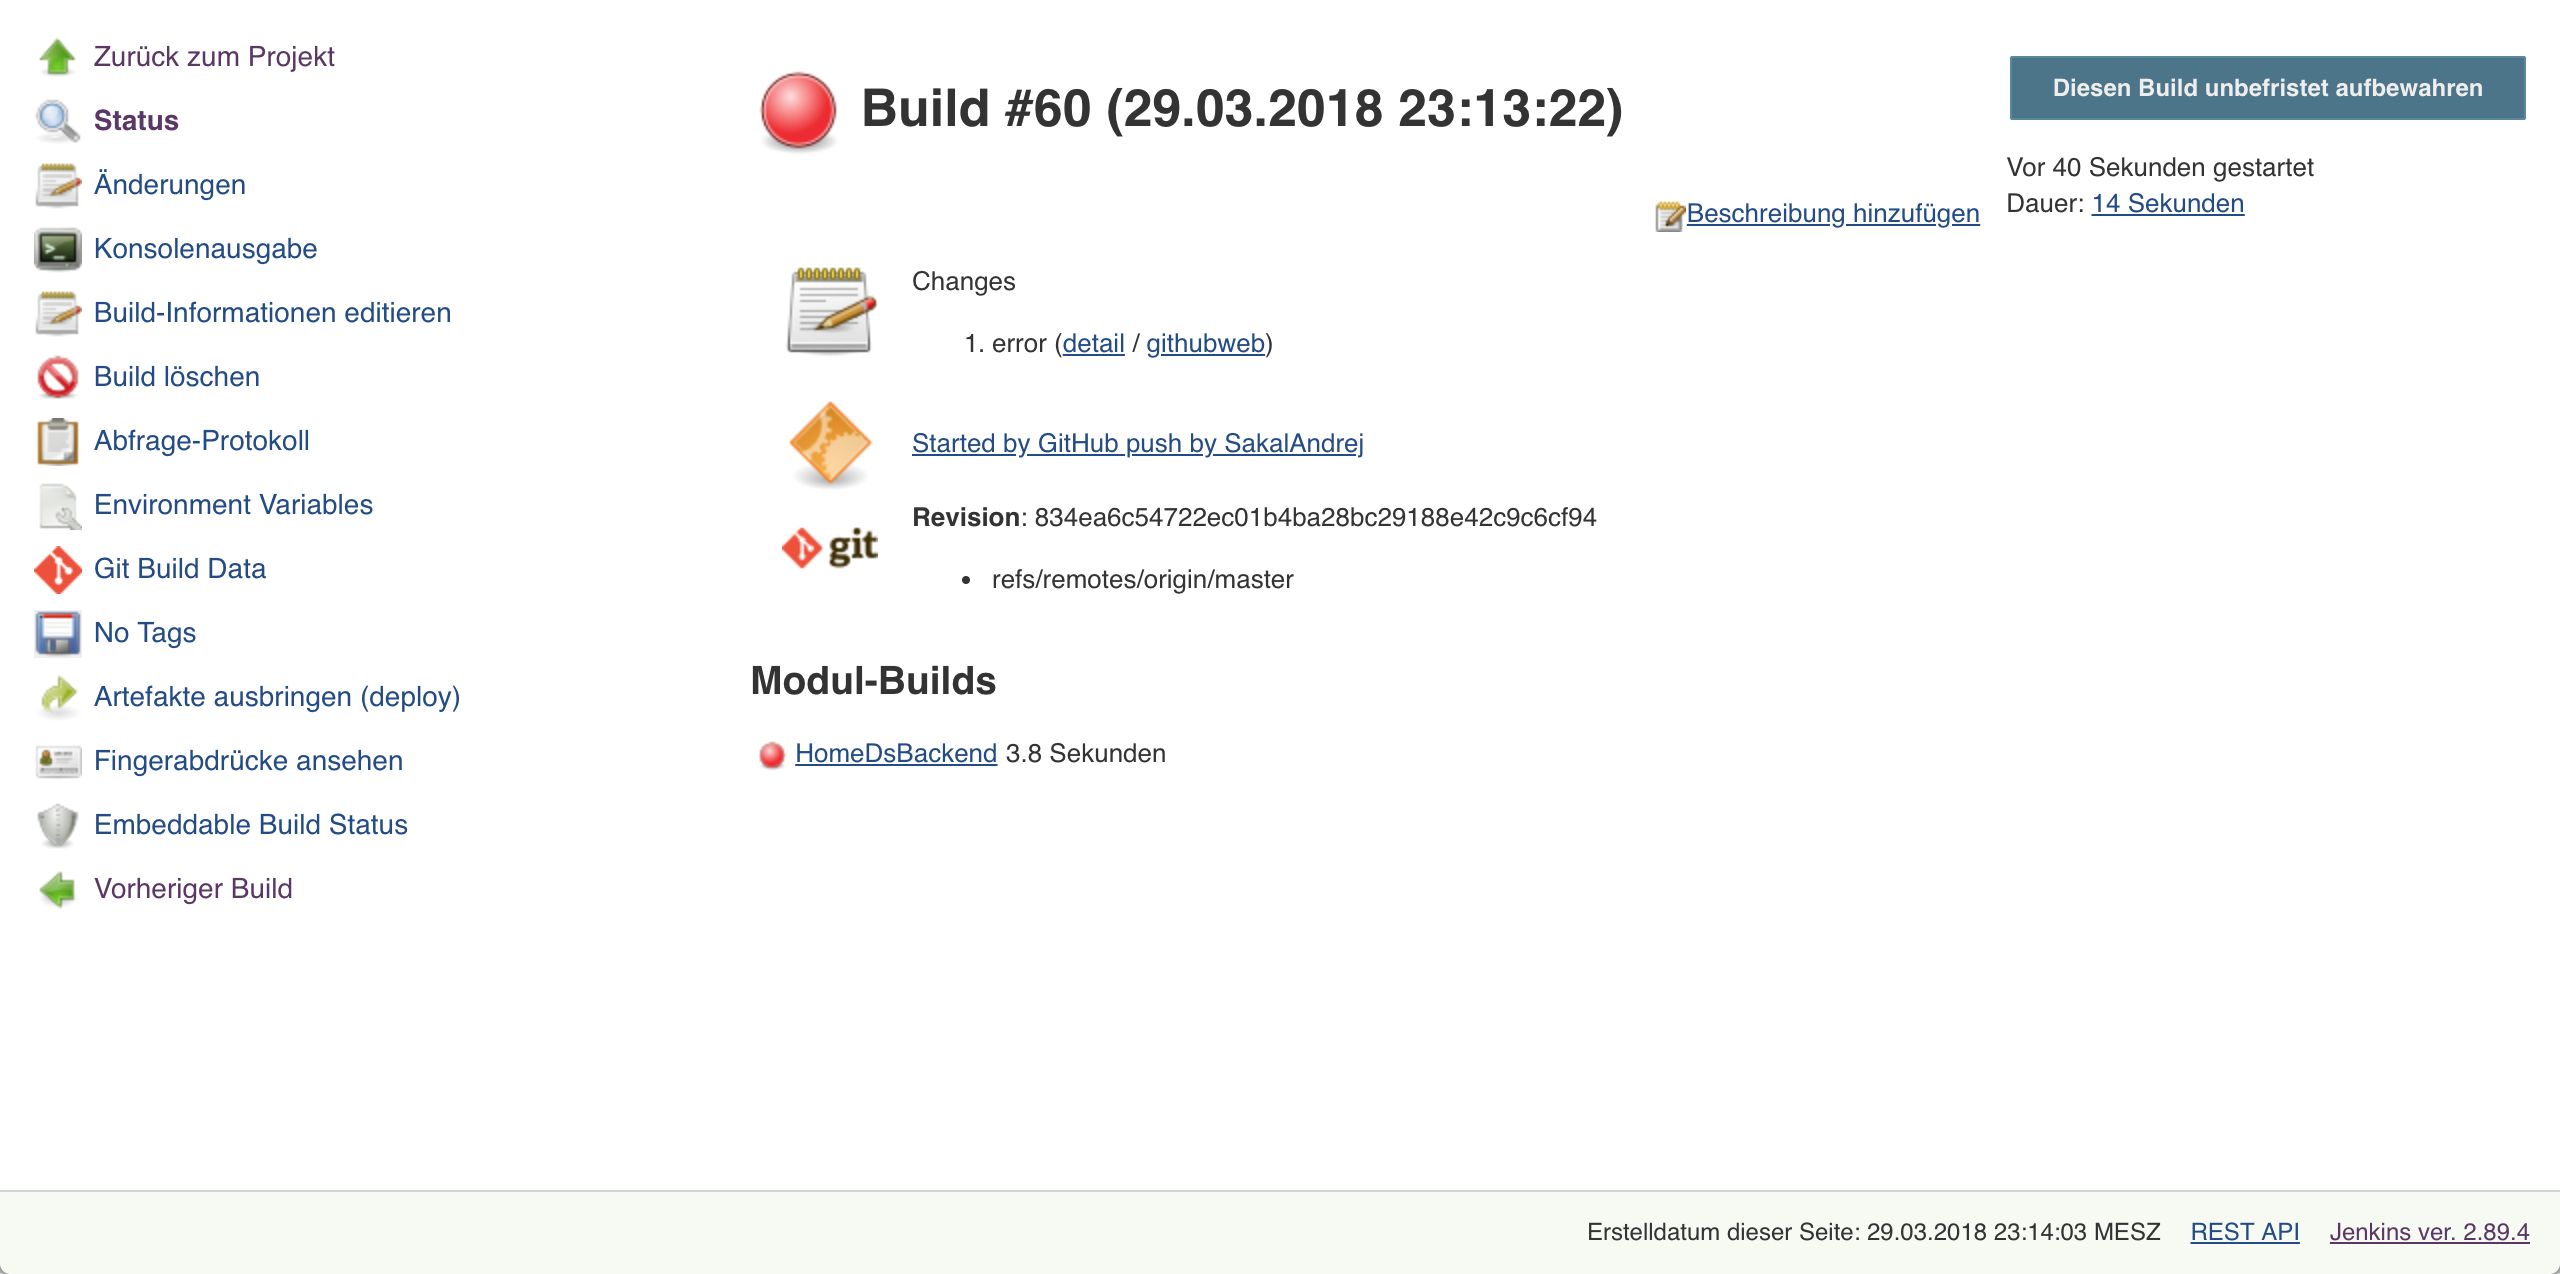 Zurück zum Projekt
Status
Änderungen
Konsolenausgabe
Build-Informationen editieren
Build löschen
Abfrage-Protokoll
Environment Variables
Git Build Data
No Tags
Artefakte ausbringen (deploy)
Fingerabdrücke ansehen
Embeddable Build Status
Vorheriger Build
Build #60 (29.03.2018 23:13:22)
Diesen Build unbefristet aufbewahren
Vor 40 Sekunden gestartet
Dauer: 14 Sekunden
Beschreibung hinzufügen
Changes
1. error (detail / githubweb)
Started by GitHub push by SakalAndrej
git
Revision: 834ea6c54722ec01b4ba28bc29188e42c9c6cf94
• refs/remotes/origin/master
Modul-Builds
HomeDsBackend 3.8 Sekunden
Erstelldatum dieser Seite: 29.03.2018 23:14:03 MESZ REST API Jenkins ver. 2.89.4